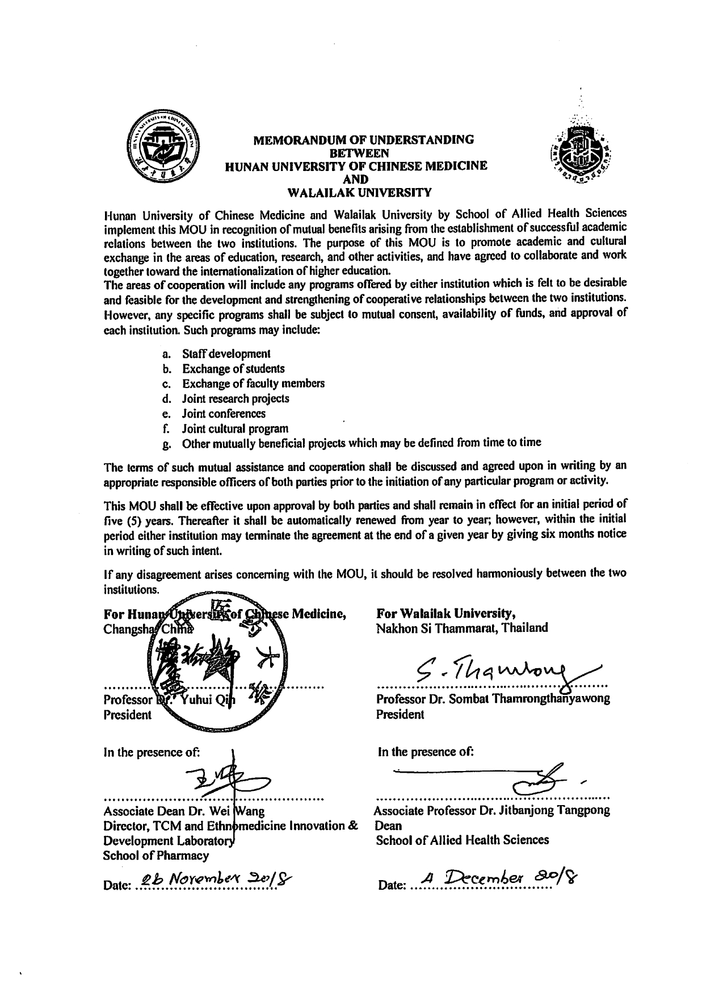 HUNAN UNIVERSITY OF CHINESE MEDICINE
湖南中医药大学
MEMORANDUM OF UNDERSTANDING
BETWEEN
HUNAN UNIVERSITY OF CHINESE MEDICINE
AND
WALAILAK UNIVERSITY
Hunan University of Chinese Medicine and Walailak University by School of Allied Health Sciences
implement this MOU in recognition of mutual benefits arising from the establishment of successful academic
relations between the two institutions. The purpose of this MOU is to promote academic and cultural
exchange in the areas of education, research, and other activities, and have agreed to collaborate and work
together toward the internationalization of higher education.
The areas of cooperation will include any programs offered by either institution which is felt to be desirable
and feasible for the development and strengthening of cooperative relationships between the two institutions.
However, any specific programs shall be subject to mutual consent, availability of funds, and approval of
each institution. Such programs may include:
a. Staff development
b. Exchange of students
c. Exchange of faculty members
d. Joint research projects
e. Joint conferences
f. Joint cultural program
g. Other mutually beneficial projects which may be defined from time to time
The terms of such mutual assistance and cooperation shall be discussed and agreed upon in writing by an
appropriate responsible officers of both parties prior to the initiation of any particular program or activity.
This MOU shall be effective upon approval by both parties and shall remain in effect for an initial period of
five (5) years. Thereafter it shall be automatically renewed from year to year; however, within the initial
period either institution may terminate the agreement at the end of a given year by giving six months notice
in writing of such intent.
If any disagreement arises concerning with the MOU, it should be resolved harmoniously between the two
institutions.
For Hunan University of Chinese Medicine,
Changsha, China
Professor Dr. Yuhui Qin
President
In the presence of:
Associate Dean Dr. Wei Wang
Director, TCM and Ethnomedicine Innovation &
Development Laboratory
School of Pharmacy
Date: 26 November 2018
For Walailak University,
Nakhon Si Thammarat, Thailand
Professor Dr. Sombat Thamrongthanyawong
President
In the presence of:
Associate Professor Dr. Jitbanjong Tangpong
Dean
School of Allied Health Sciences
Date: 4 December 2018